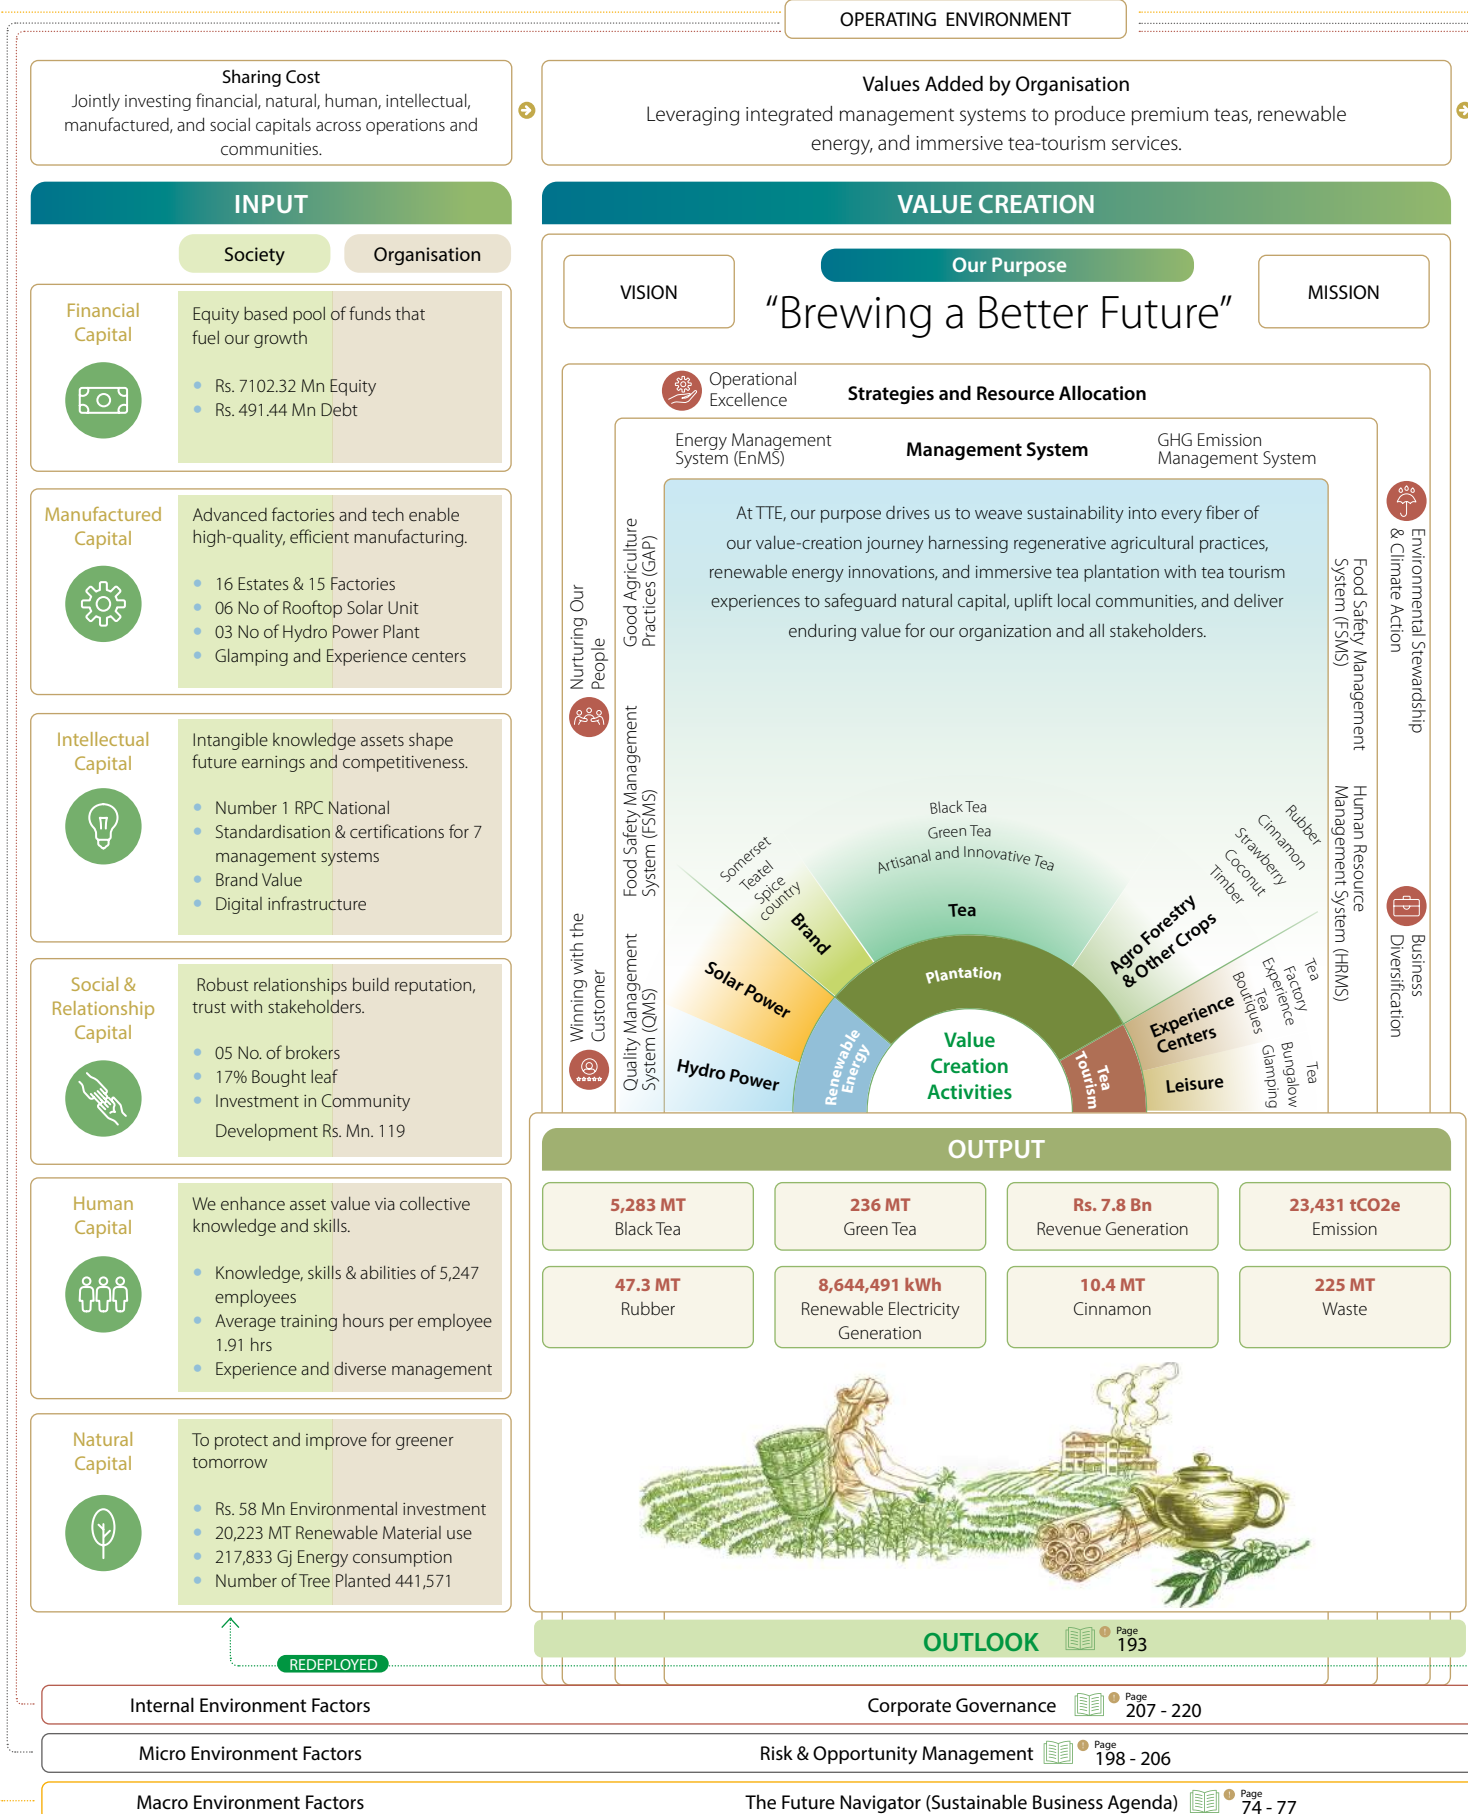 OPERATING ENVIRONMENT
Sharing Cost
Jointly investing financial, natural, human, intellectual,
manufactured, and social capitals across operations and
communities.
Values Added by Organisation
Leveraging integrated management systems to produce premium teas, renewable
energy, and immersive tea-tourism services.
INPUT
Society
Organisation
Financial
Capital
Equity based pool of funds that
fuel our growth
• Rs. 7102.32 Mn Equity
• Rs. 491.44 Mn Debt
Manufactured
Capital
Advanced factories and tech enable
high-quality, efficient manufacturing.
• 16 Estates & 15 Factories
• 06 No of Rooftop Solar Unit
• 03 No of Hydro Power Plant
• Glamping and Experience centers
Intellectual
Capital
Intangible knowledge assets shape
future earnings and competitiveness.
• Number 1 RPC National
• Standardisation & certifications for 7
management systems
• Brand Value
• Digital infrastructure
Social &
Relationship
Capital
Robust relationships build reputation,
trust with stakeholders.
• 05 No. of brokers
• 17% Bought leaf
• Investment in Community
Development Rs. Mn. 119
Human
Capital
We enhance asset value via collective
knowledge and skills.
• Knowledge, skills & abilities of 5,247
employees
• Average training hours per employee
1.91 hrs
• Experience and diverse management
Natural
Capital
To protect and improve for greener
tomorrow
• Rs. 58 Mn Environmental investment
• 20,223 MT Renewable Material use
• 217,833 Gj Energy consumption
• Number of Tree Planted 441,571
REDEPLOYED
VALUE CREATION
VISION
Our Purpose
“Brewing a Better Future”
MISSION
Operational
Excellence
Strategies and Resource Allocation
Energy Management
System (EnMS)
Management System
GHG Emission
Management System
Nurturing Our
People
Winning with the
Customer
Good Agriculture
Practices (GAP)
Food Safety Management
System (FSMS)
Quality Management
System (QMS)
At TTE, our purpose drives us to weave sustainability into every fiber of
our value-creation journey harnessing regenerative agricultural practices,
renewable energy innovations, and immersive tea plantation with tea tourism
experiences to safeguard natural capital, uplift local communities, and deliver
enduring value for our organization and all stakeholders.
Food Safety Management
System (FSMS)
Human Resource
Management System (HRMS)
Environmental Stewardship
& Climate Action
Business
Diversification
Black Tea
Green Tea
Artisanal and Innovative Tea
Tea
Somerset
Teatel
Spice
country
Brand
Solar Power
Hydro Power
Rubber
Cinnamon
Strawberry
Coconut
Timber
Agro Forestry
& Other Crops
Experience
Centers
Tea
Factory
Experience
Tea
Boutiques
Leisure
Tea
Bungalow
Glamping
Plantation
Renewable
Energy
Tea
Tourism
Value
Creation
Activities
OUTPUT
5,283 MT
Black Tea
236 MT
Green Tea
Rs. 7.8 Bn
Revenue Generation
23,431 tCO2e
Emission
47.3 MT
Rubber
8,644,491 kWh
Renewable Electricity
Generation
10.4 MT
Cinnamon
225 MT
Waste
OUTLOOK
Page
193
Internal Environment Factors
Corporate Governance
Page
207 - 220
Micro Environment Factors
Risk & Opportunity Management
Page
198 - 206
Macro Environment Factors
The Future Navigator (Sustainable Business Agenda)
Page
74 - 77